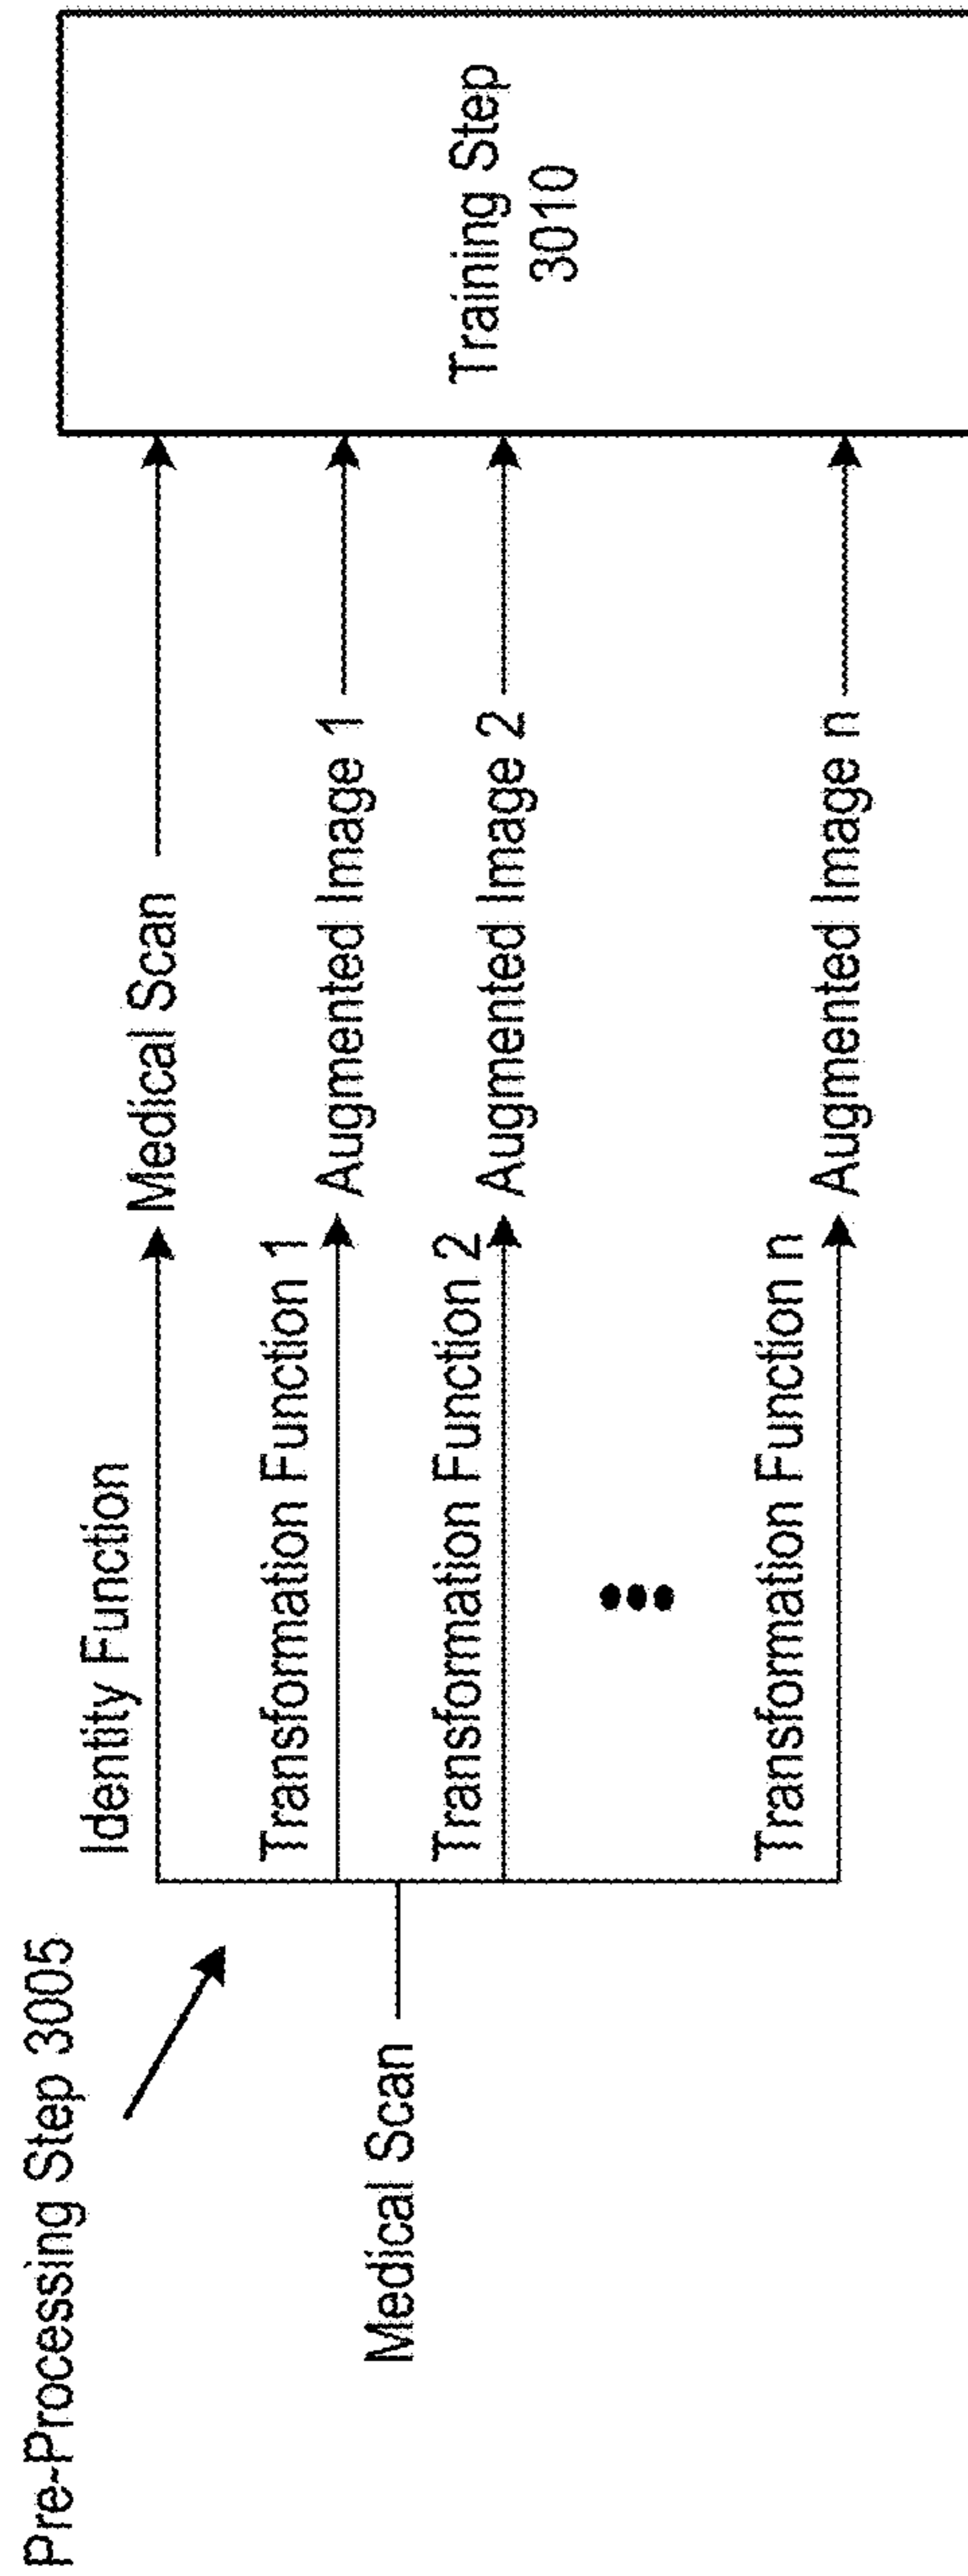 Pre-Processing Step 3005
Medical Scan
Identity Function
Medical Scan
Transformation Function 1
Augmented Image 1
Transformation Function 2
Augmented Image 2
Transformation Function n
Augmented Image n
Training Step
3010